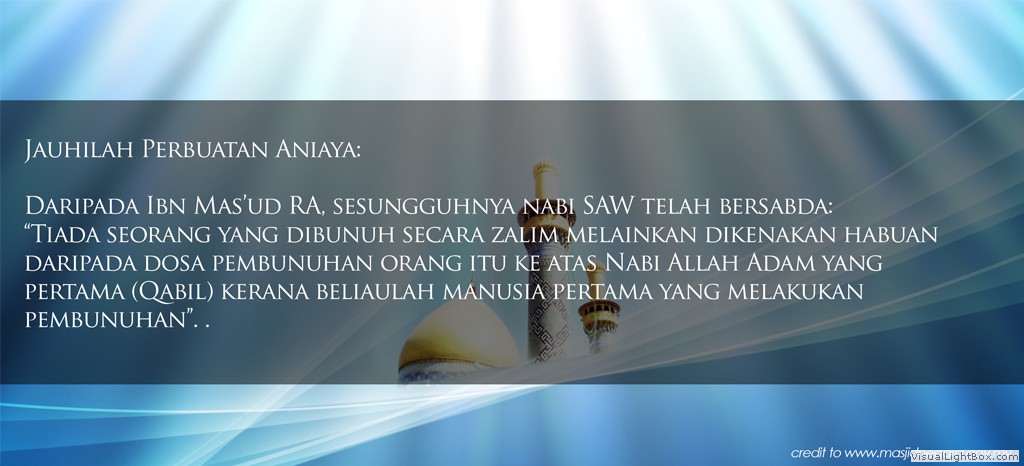 Jauhilah Perbuatan Aniaya:
Daripada Ibn Mas'ud RA, sesungguhnya nabi SAW telah bersabda:
“Tiada seorang yang dibunuh secara zalim melainkan dikenakan habuan
daripada dosa pembunuhan orang itu ke atas Nabi Allah Adam yang
pertama (Qabil) kerana beliaulah manusia pertama yang melakukan
pembunuhan”. .
credit to
VisualLightBox.com